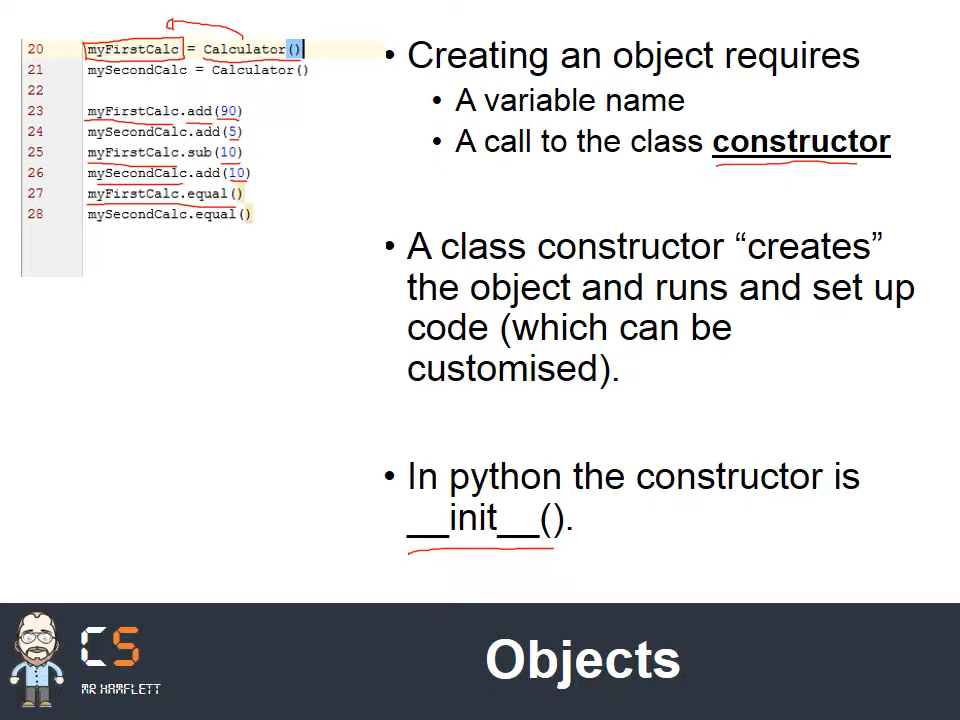 20 myFirstCalc = Calculator()
21 mySecondCalc = Calculator()
22
23 myFirstCalc.add(90)
24 mySecondCalc.add(5)
25 myFirstCalc.sub(10)
26 mySecondCalc.add(10)
27 myFirstCalc.equal()
28 mySecondCalc.equal()
• Creating an object requires
• A variable name
• A call to the class constructor
• A class constructor “creates”
the object and runs and set up
code (which can be
customised).
• In python the constructor is
__init__().
CS
MR HAMFLETT
Objects